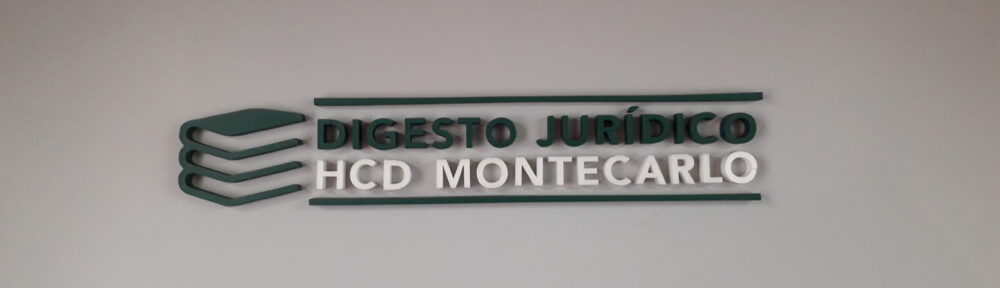 DIGESTO JURÍDICO
HCD MONTECARLO